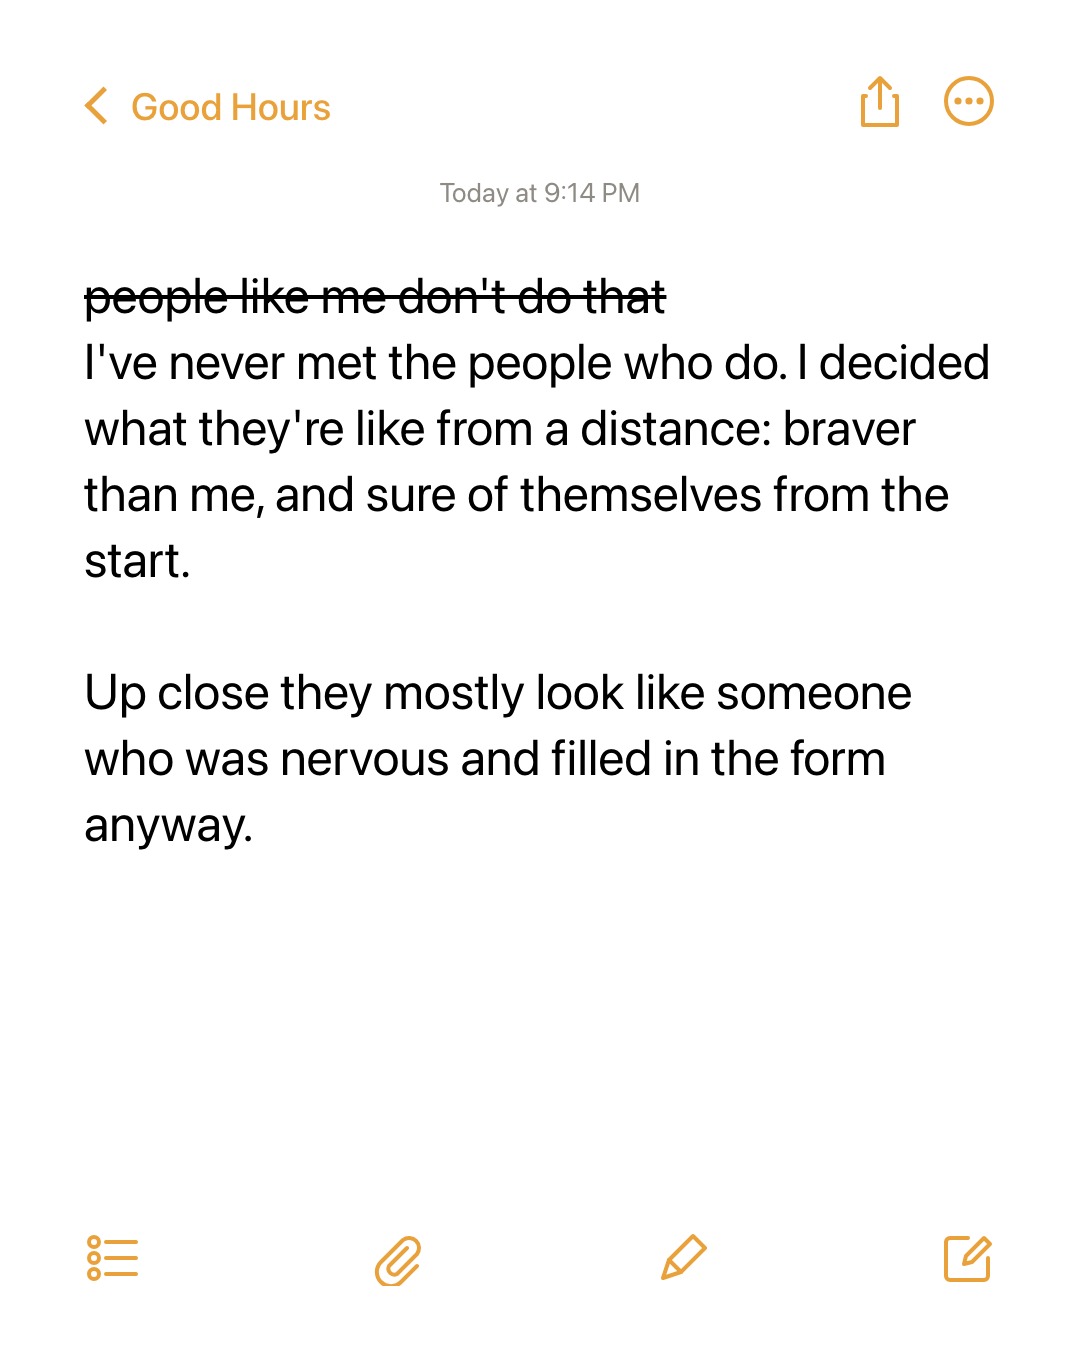 Good Hours
Today at 9:14 PM
people like me don't do that
I've never met the people who do. I decided
what they're like from a distance: braver
than me, and sure of themselves from the
start.
Up close they mostly look like someone
who was nervous and filled in the form
anyway.